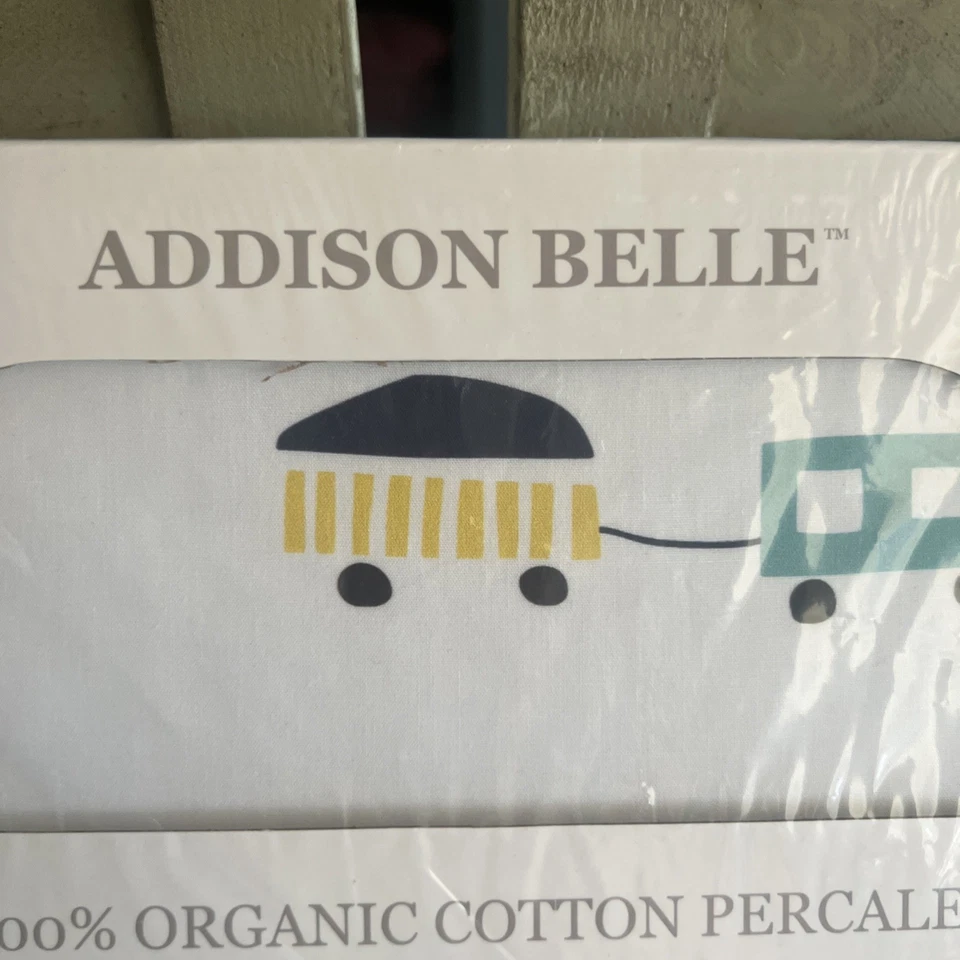 ADDISON BELLE™
00% ORGANIC COTTON PERCALE